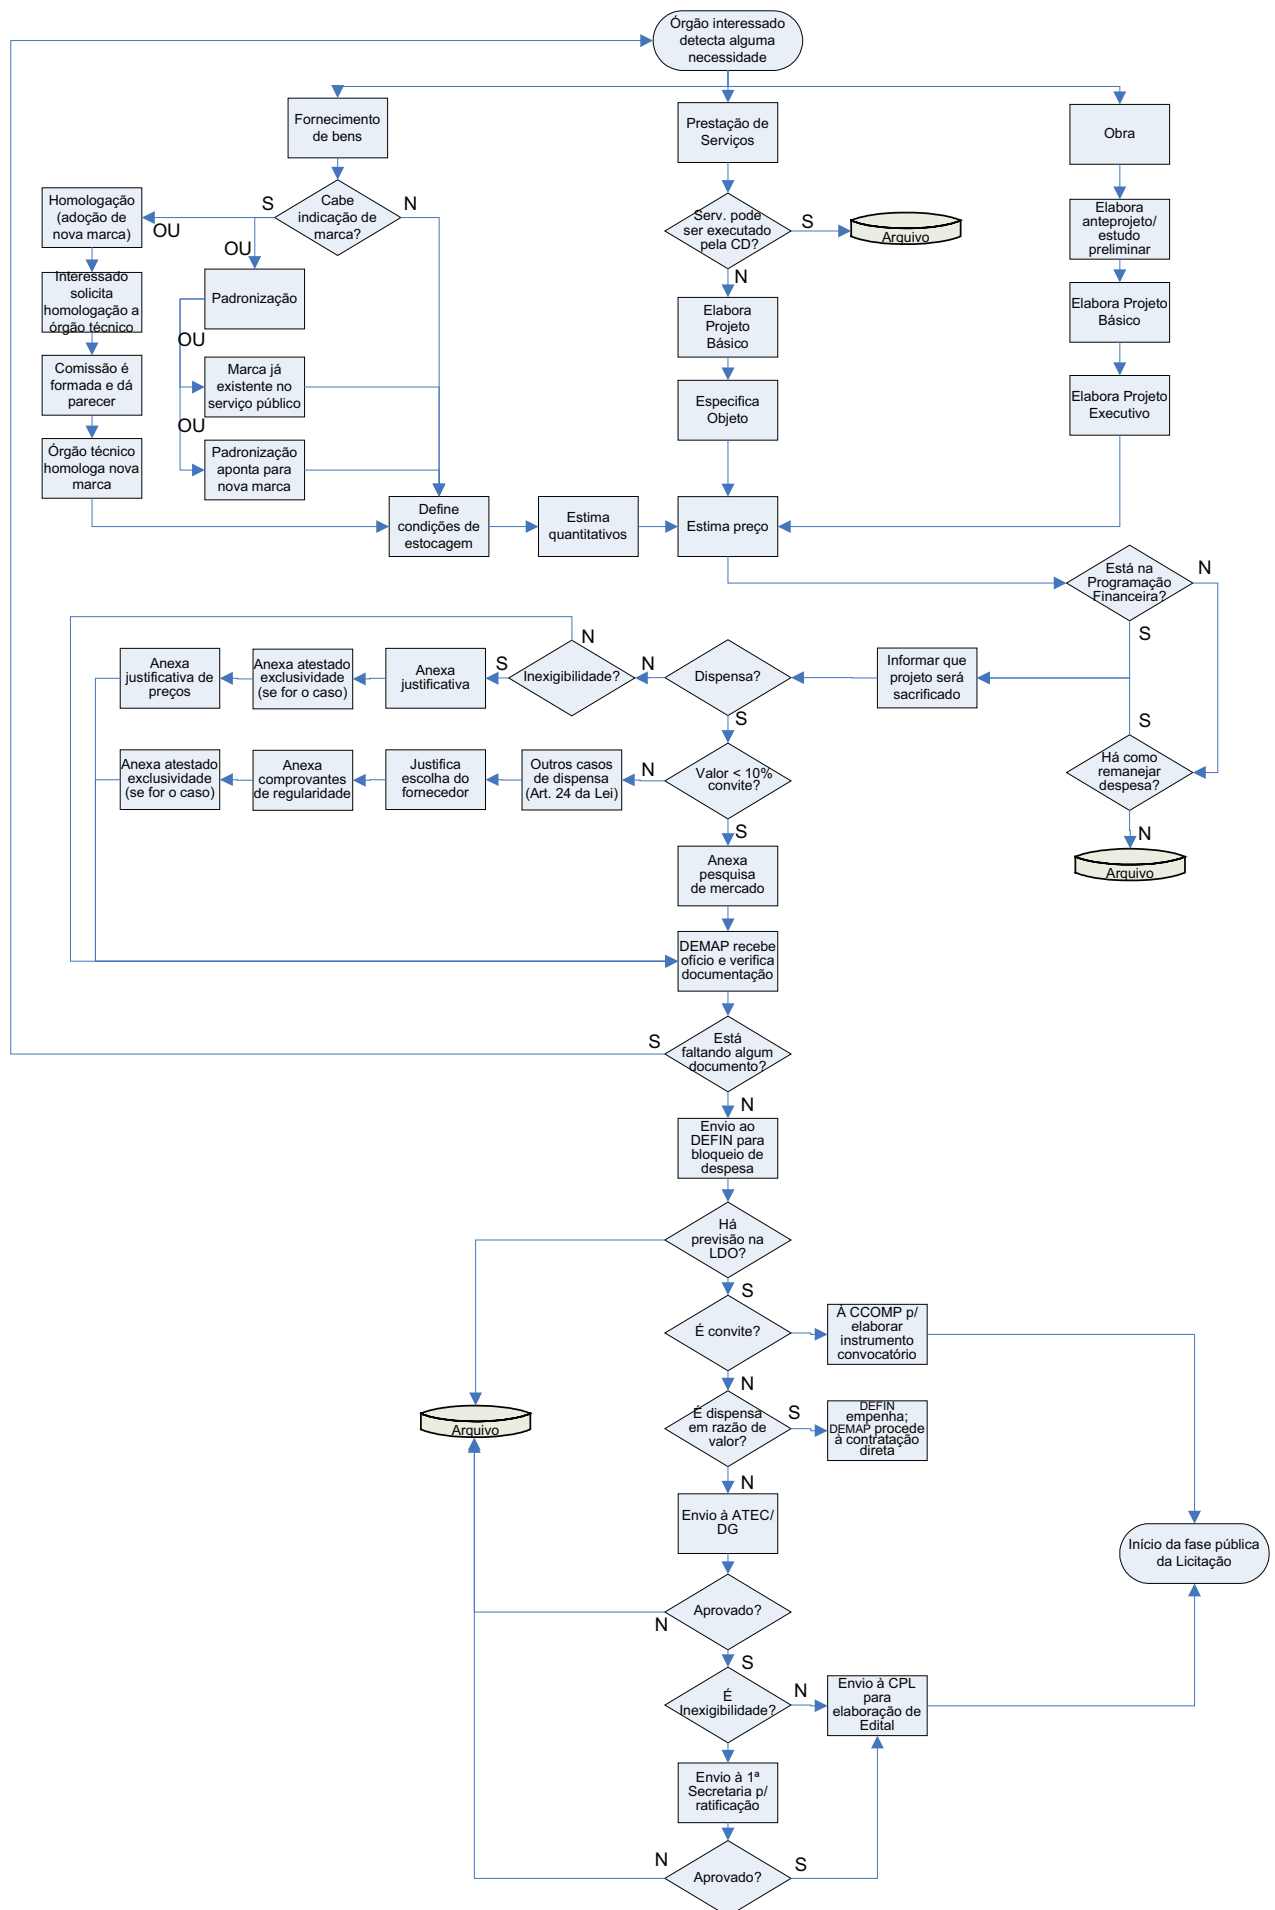 Órgão interessado
detecta alguma
necessidade
Fornecimento
de bens
Prestação de
Serviços
Obra
Homologação
(adoção de
nova marca)
S
OU
Cabe
indicação de
marca?
N
OU
Serv. pode
ser executado
pela CD?
S
Arquivo
N
Elabora
anteprojeto/
estudo
preliminar
Interessado
solicita
homologação a
órgão técnico
Padronização
OU
Elabora
Projeto
Básico
Elabora Projeto
Básico
Comissão é
formada e dá
parecer
Marca já
existente no
serviço público
OU
Especifica
Objeto
Elabora Projeto
Executivo
Órgão técnico
homologa nova
marca
Padronização
aponta para
nova marca
Define
condições de
estocagem
Estima
quantitativos
Estima preço
Está na
Programação
Financeira?
N
S
Anexa
justificativa de
preços
Anexa atestado
exclusividade
(se for o caso)
Anexa
justificativa
S
Inexigibilidade?
N
N
Dispensa?
S
Informar que
projeto será
sacrificado
S
Anexa atestado
exclusividade
(se for o caso)
Anexa
comprovantes
de regularidade
Justifica
escolha do
fornecedor
Outros casos
de dispensa
(Art. 24 da Lei)
N
Valor < 10%
convite?
S
Há como
remanejar
despesa?
N
Arquivo
Anexa
pesquisa
de mercado
DEMAP recebe
ofício e verifica
documentação
S
Está
faltando algum
documento?
N
Envio ao
DEFIN para
bloqueio de
despesa
Há
previsão na
LDO?
S
É convite?
À CCOMP p/
elaborar
instrumento
convocatório
N
Arquivo
É dispensa
em razão de
valor?
S
DEFIN
empenha;
DEMAP procede
à contratação
direta
N
Envio à ATEC/
DG
Início da fase pública
da Licitação
Aprovado?
N
S
É
Inexigibilidade?
N
Envio à CPL
para
elaboração de
Edital
Envio à 1ª
Secretaria p/
ratificação
N
Aprovado?
S